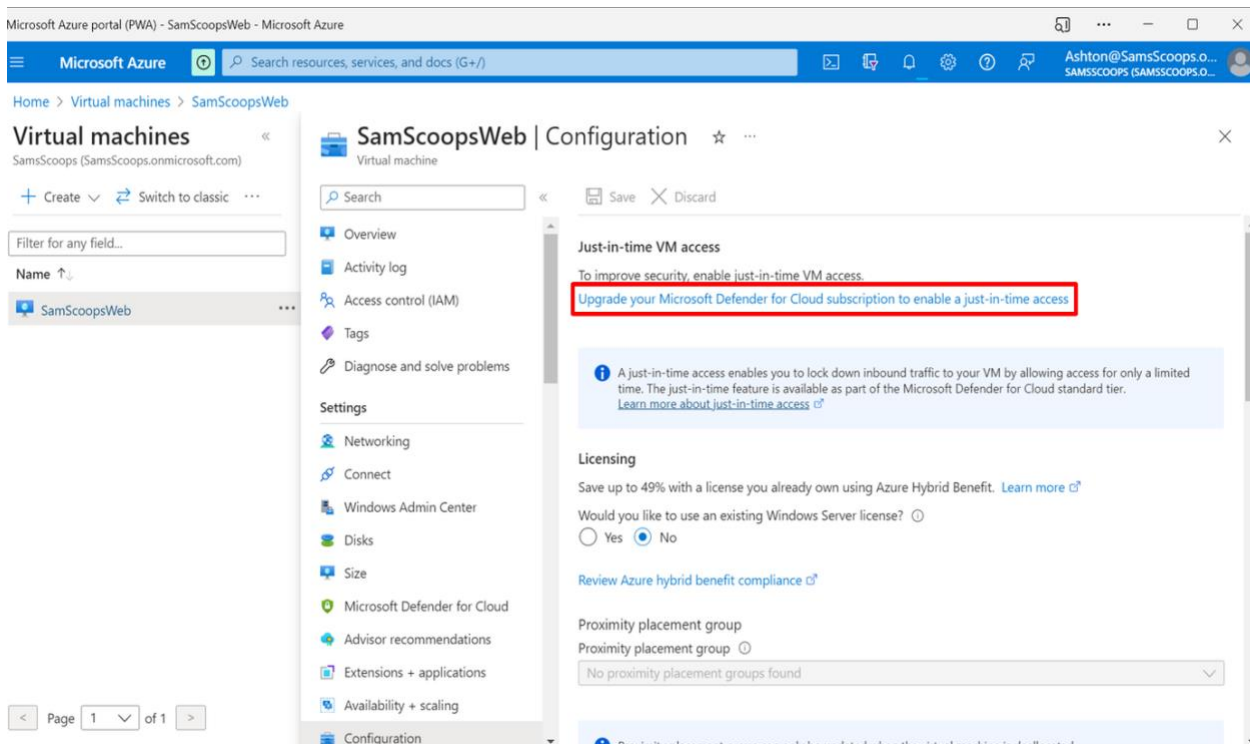 Microsoft Azure portal (PWA) - SamScoopsWeb - Microsoft Azure
Microsoft Azure
Search resources, services, and docs (G+/)
Ashton@SamsScoops.o...
SAMSSCOOPS (SAMSSCOOPS.O...
Home > Virtual machines > SamScoopsWeb
Virtual machines
SamsScoops (SamsScoops.onmicrosoft.com)
Create
Switch to classic
Filter for any field...
Name
SamScoopsWeb
Page 1 of 1
SamScoopsWeb | Configuration
Virtual machine
Search
Overview
Activity log
Access control (IAM)
Tags
Diagnose and solve problems
Settings
Networking
Connect
Windows Admin Center
Disks
Size
Microsoft Defender for Cloud
Advisor recommendations
Extensions + applications
Availability + scaling
Configuration
Save
Discard
Just-in-time VM access
To improve security, enable just-in-time VM access.
Upgrade your Microsoft Defender for Cloud subscription to enable a just-in-time access
A just-in-time access enables you to lock down inbound traffic to your VM by allowing access for only a limited
time. The just-in-time feature is available as part of the Microsoft Defender for Cloud standard tier.
Learn more about just-in-time access
Licensing
Save up to 49% with a license you already own using Azure Hybrid Benefit. Learn more
Would you like to use an existing Windows Server license?
Yes No
Review Azure hybrid benefit compliance
Proximity placement group
Proximity placement group
No proximity placement groups found